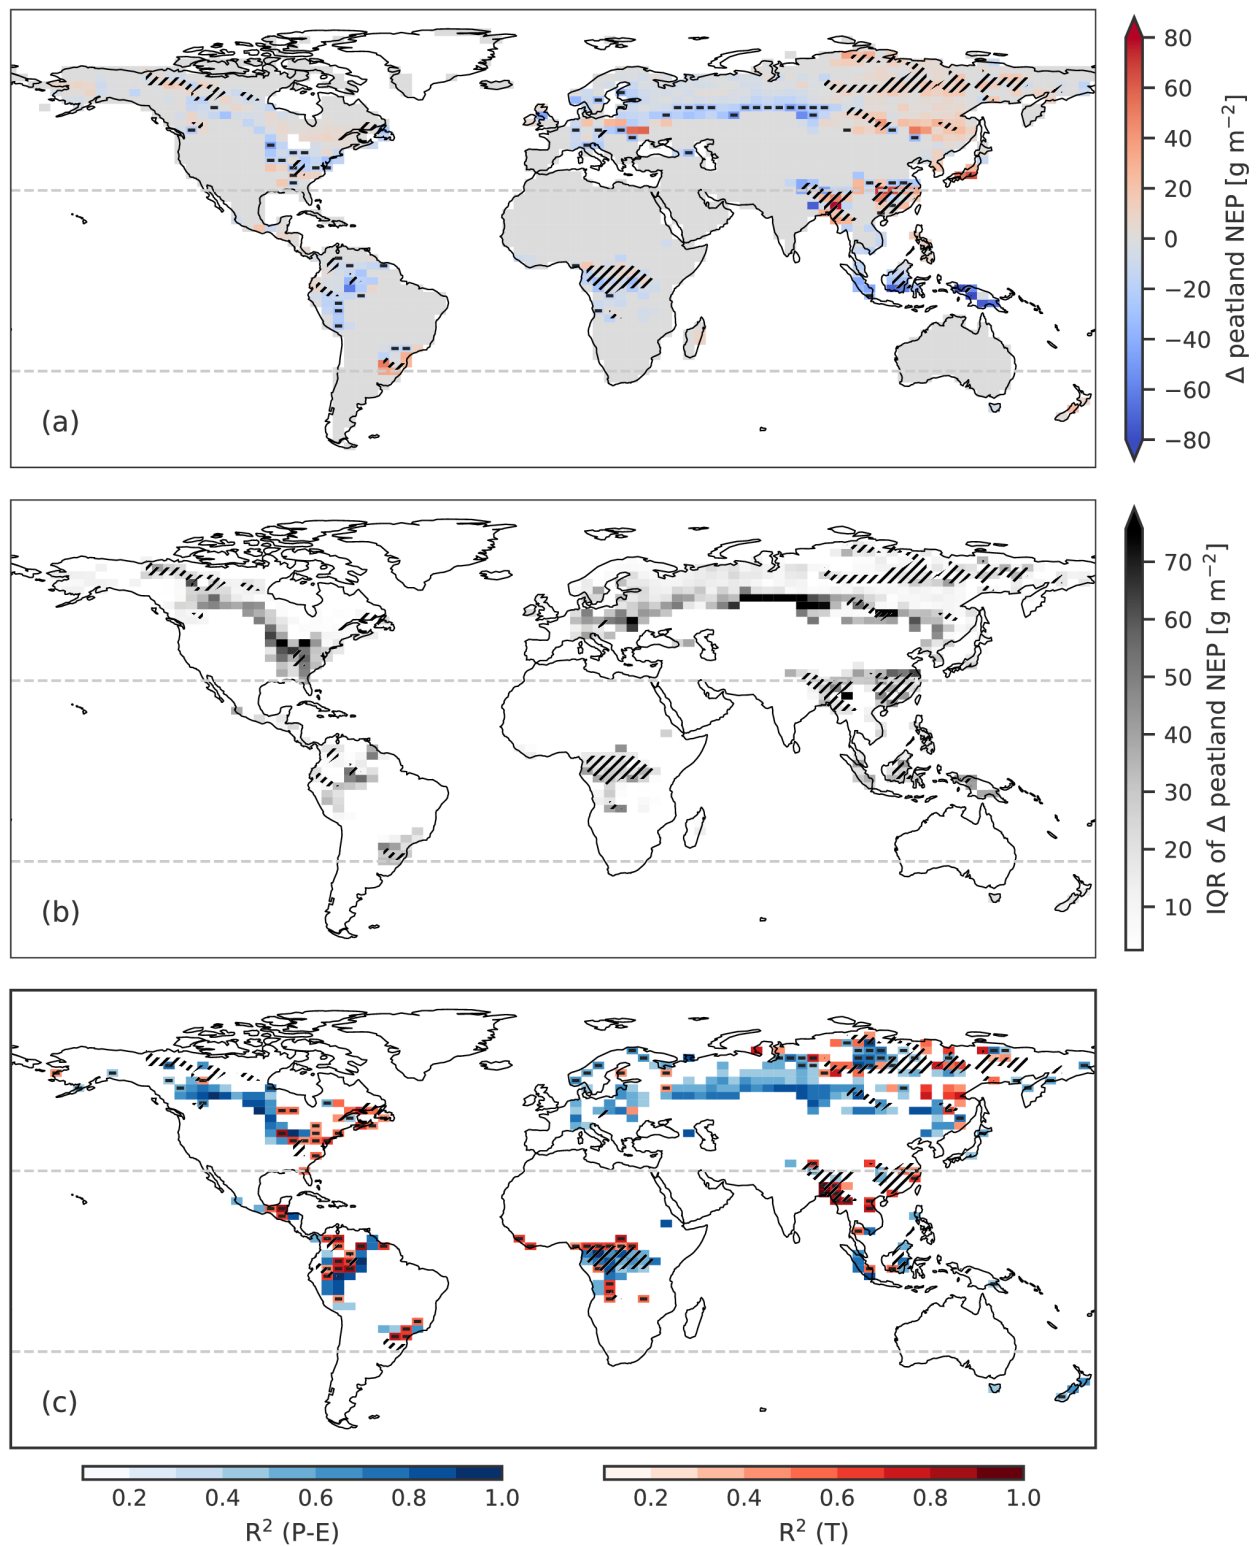 80
60
40
20
0
−20
−40
−60
−80
Δ peatland NEP [g m⁻²]
(a)
70
60
50
40
30
20
10
IQR of Δ peatland NEP [g m⁻²]
(b)
(c)
0.2 0.4 0.6 0.8 1.0
R² (P-E)
0.2 0.4 0.6 0.8 1.0
R² (T)